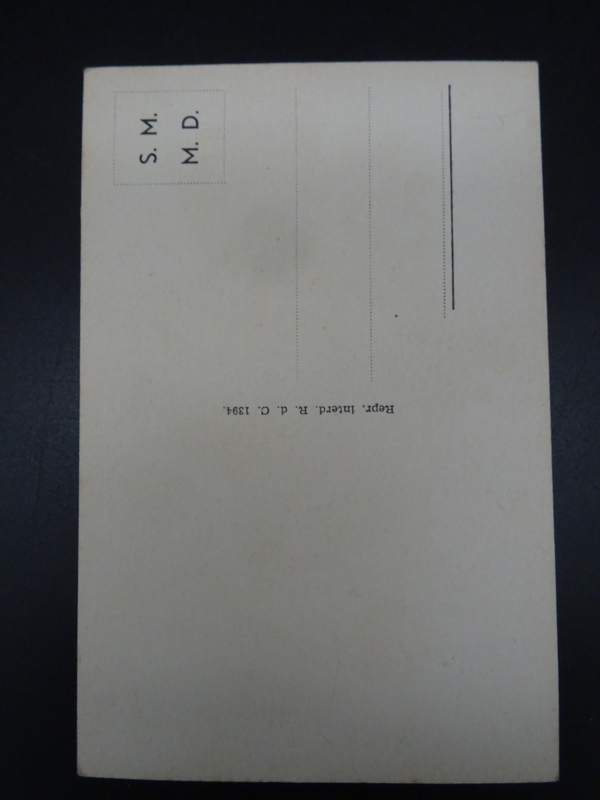 S. M.
M. D.
Repr. interd. R. d. C. 1394.